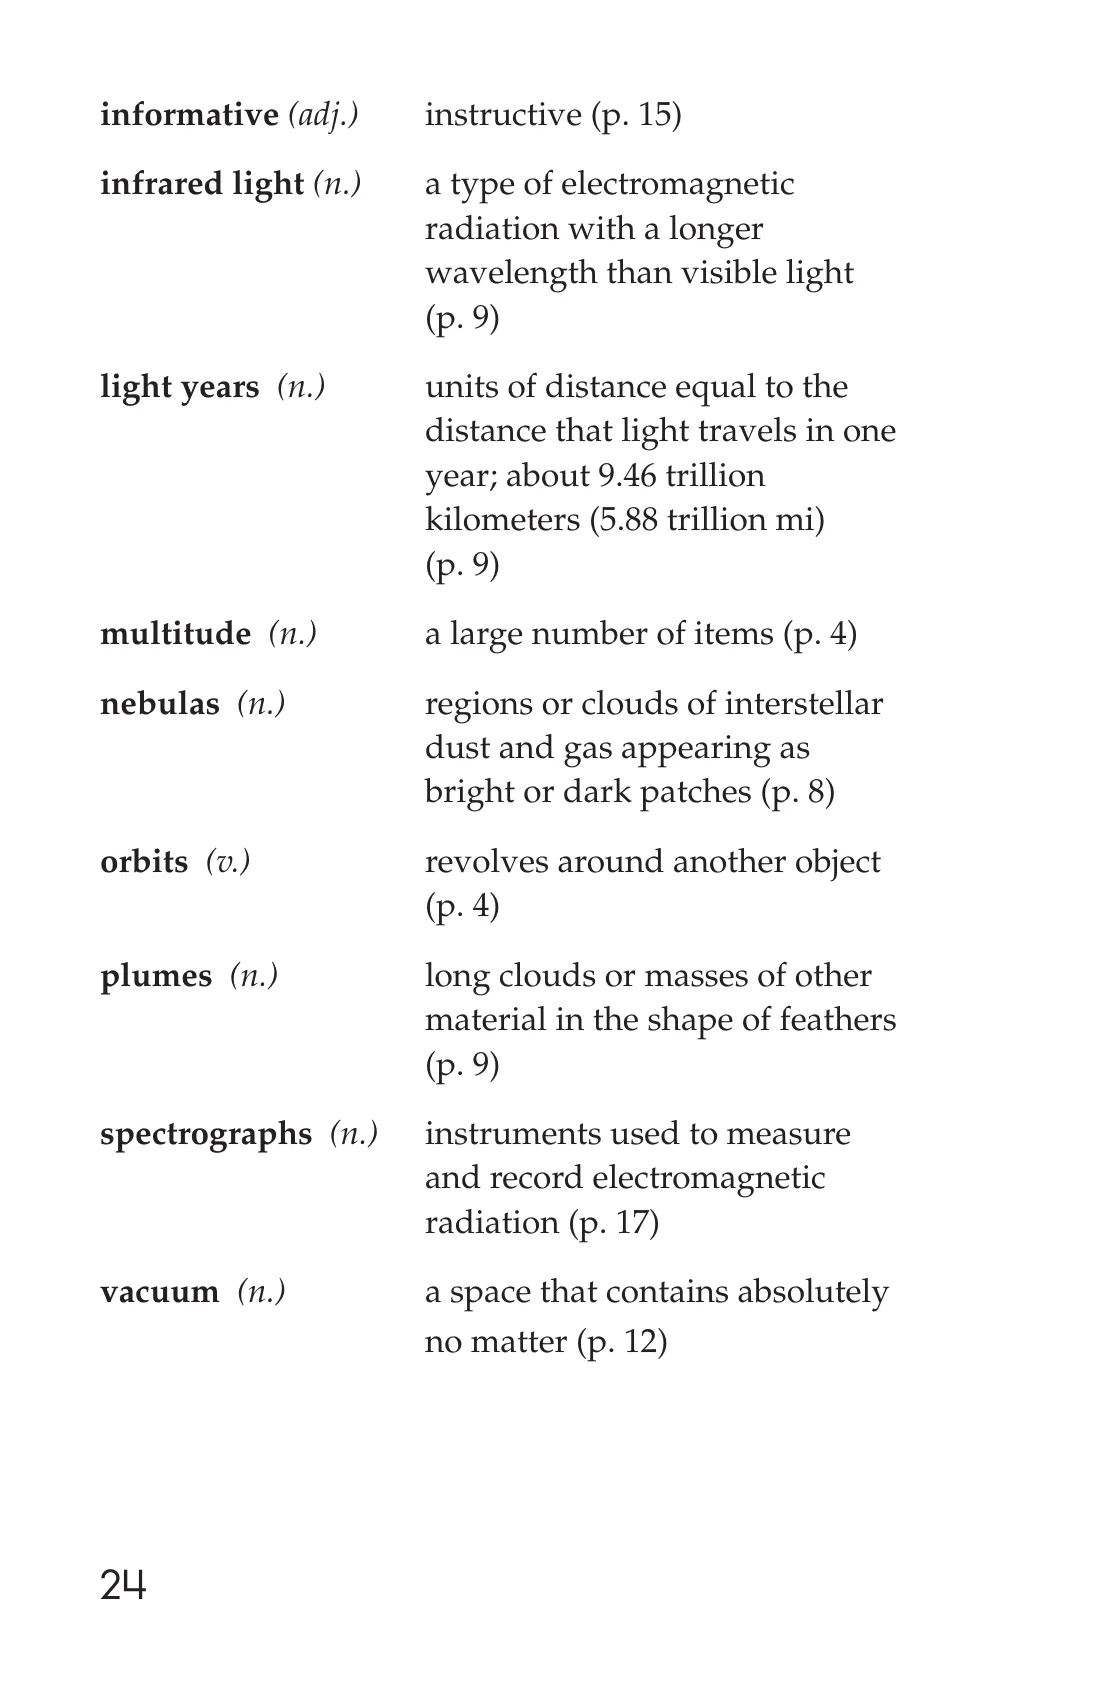 informative (adj.) instructive (p. 15)
infrared light (n.) a type of electromagnetic
radiation with a longer
wavelength than visible light
(p. 9)
light years (n.) units of distance equal to the
distance that light travels in one
year; about 9.46 trillion
kilometers (5.88 trillion mi)
(p. 9)
multitude (n.) a large number of items (p. 4)
nebulas (n.) regions or clouds of interstellar
dust and gas appearing as
bright or dark patches (p. 8)
orbits (v.) revolves around another object
(p. 4)
plumes (n.) long clouds or masses of other
material in the shape of feathers
(p. 9)
spectrographs (n.) instruments used to measure
and record electromagnetic
radiation (p. 17)
vacuum (n.) a space that contains absolutely
no matter (p. 12)
24